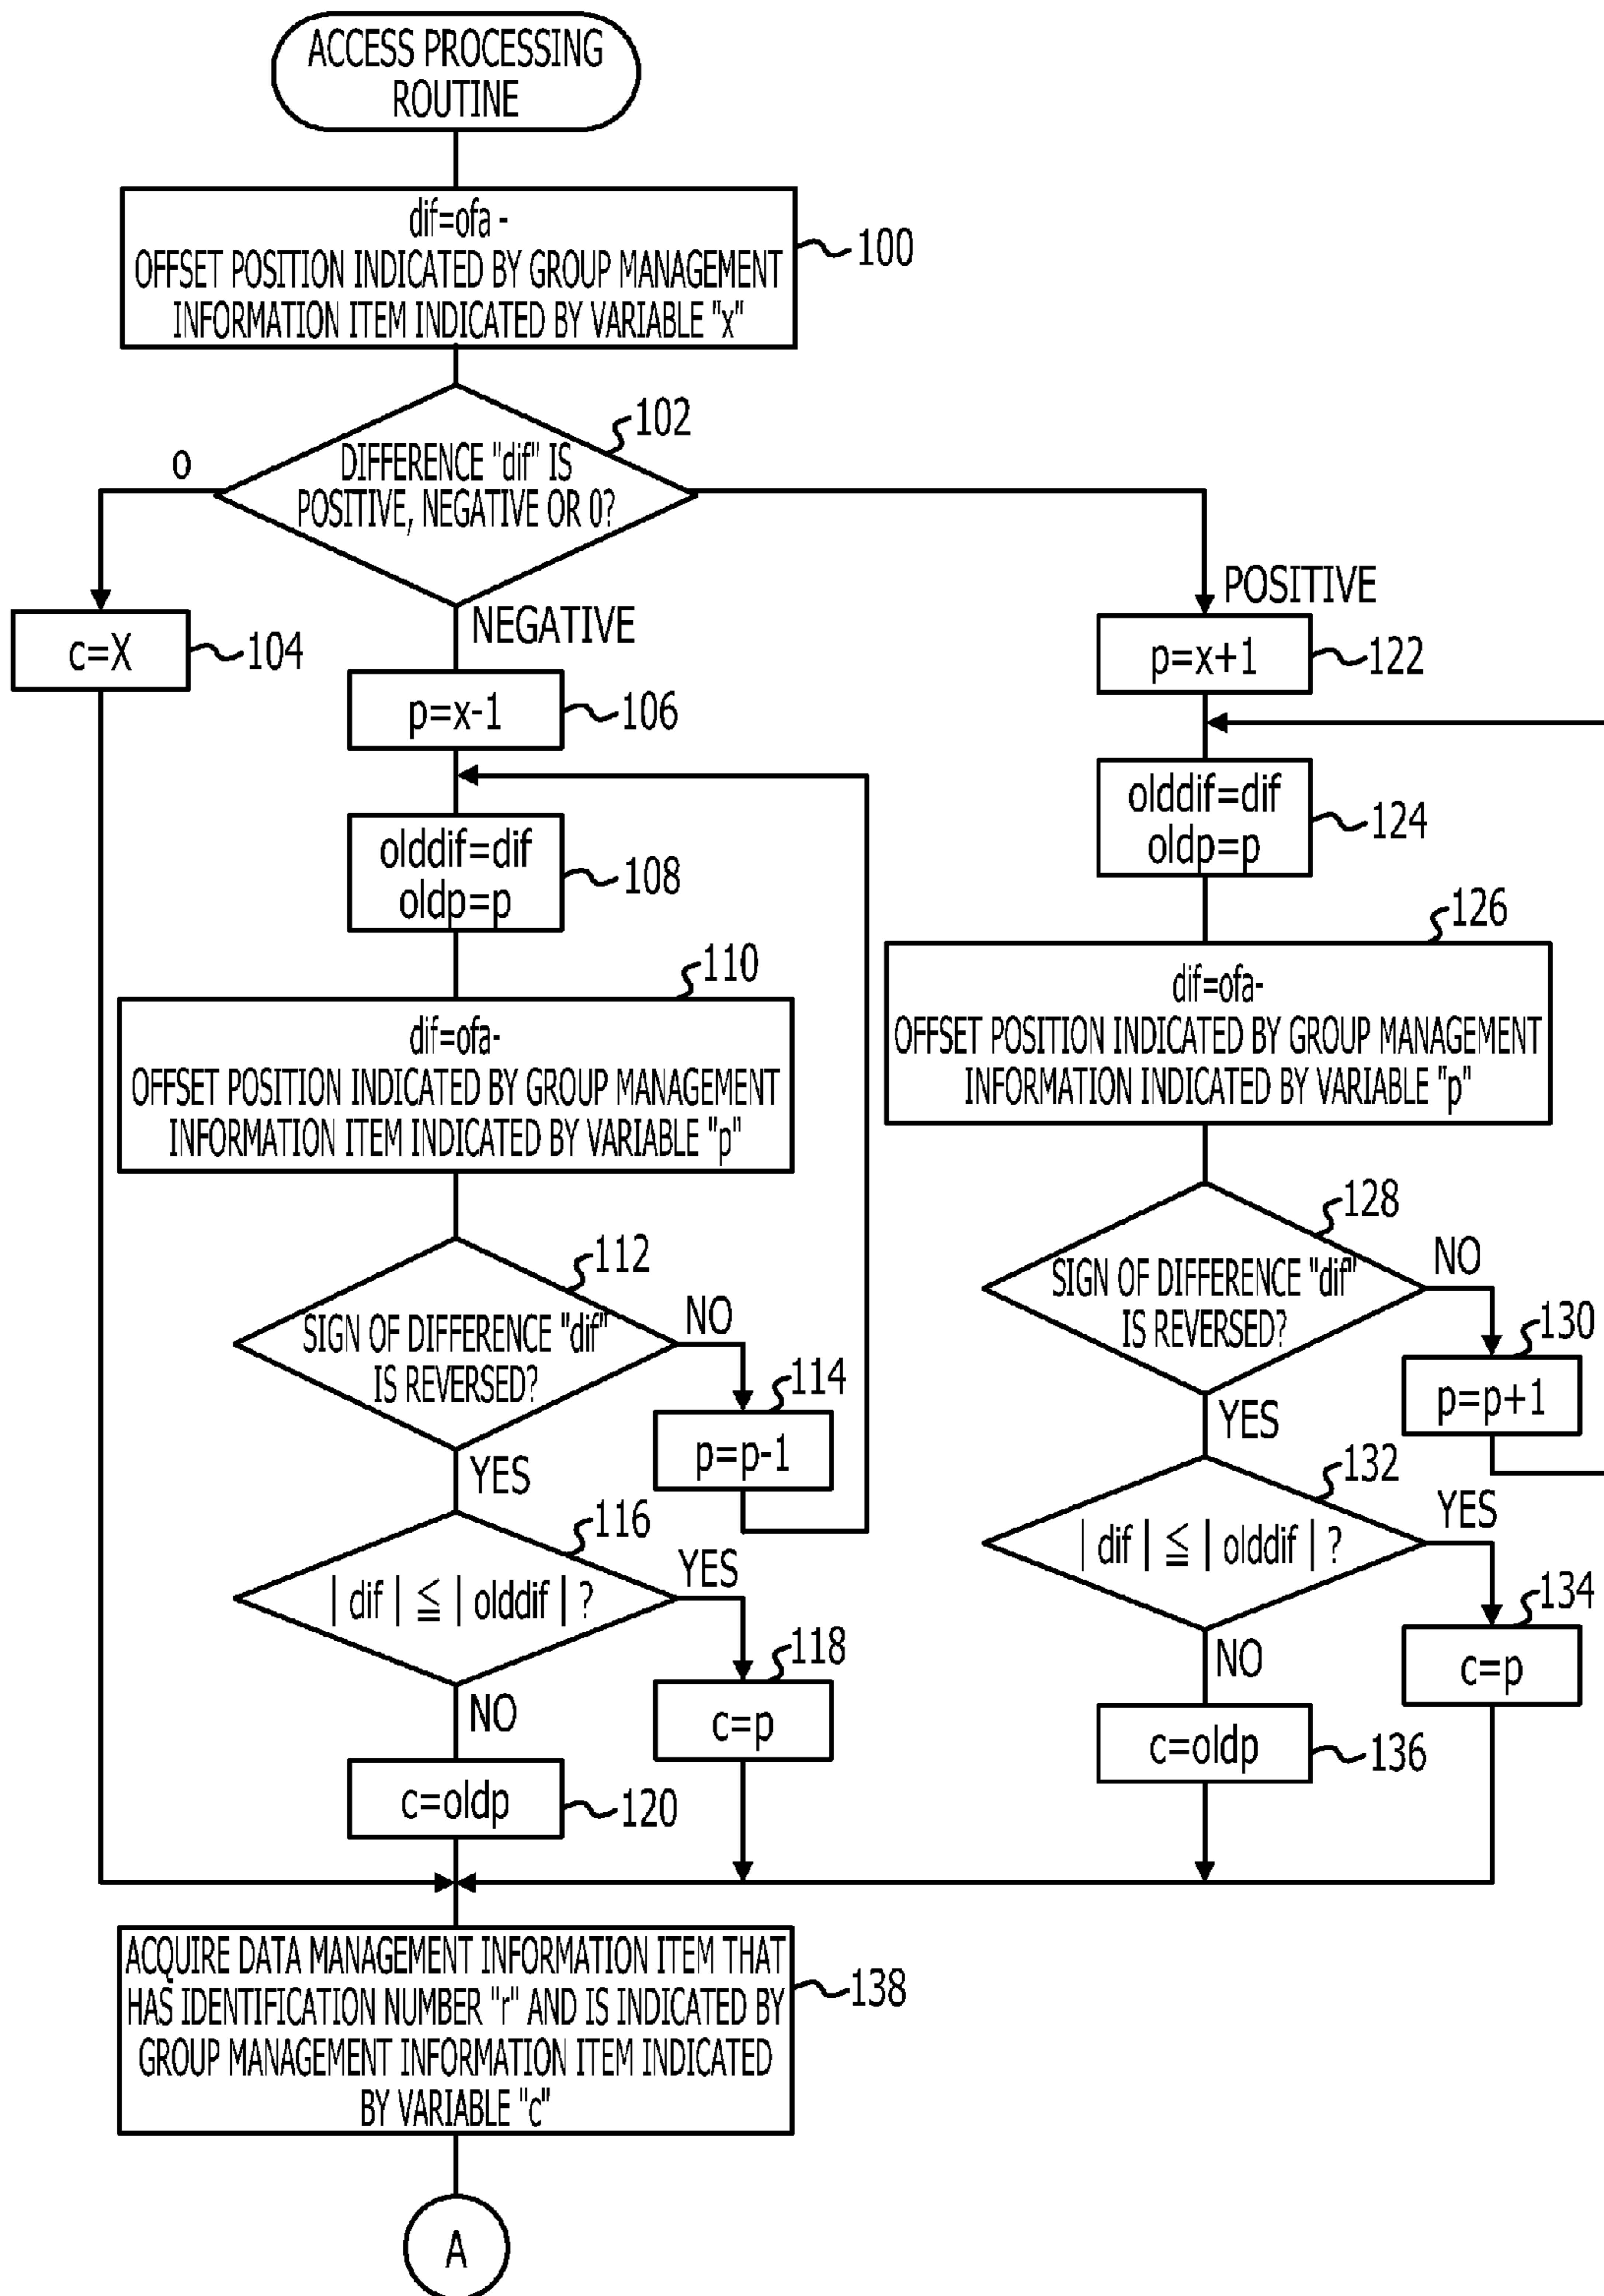 ACCESS PROCESSING
ROUTINE
dif=ofa -
OFFSET POSITION INDICATED BY GROUP MANAGEMENT
INFORMATION ITEM INDICATED BY VARIABLE "x"
100
DIFFERENCE "dif" IS
POSITIVE, NEGATIVE OR 0?
102
0
NEGATIVE
POSITIVE
c=X
104
p=x-1
106
olddif=dif
oldp=p
108
dif=ofa-
OFFSET POSITION INDICATED BY GROUP MANAGEMENT
INFORMATION ITEM INDICATED BY VARIABLE "p"
110
SIGN OF DIFFERENCE "dif"
IS REVERSED?
112
NO
p=p-1
114
YES
| dif | ≦ | olddif | ?
116
YES
c=p
118
NO
c=oldp
120
p=x+1
122
olddif=dif
oldp=p
124
126
dif=ofa-
OFFSET POSITION INDICATED BY GROUP MANAGEMENT
INFORMATION INDICATED BY VARIABLE "p"
SIGN OF DIFFERENCE "dif"
IS REVERSED?
128
NO
130
p=p+1
YES
| dif | ≦ | olddif | ?
132
YES
134
c=p
NO
c=oldp
136
ACQUIRE DATA MANAGEMENT INFORMATION ITEM THAT
HAS IDENTIFICATION NUMBER "r" AND IS INDICATED BY
GROUP MANAGEMENT INFORMATION ITEM INDICATED
BY VARIABLE "c"
138
A